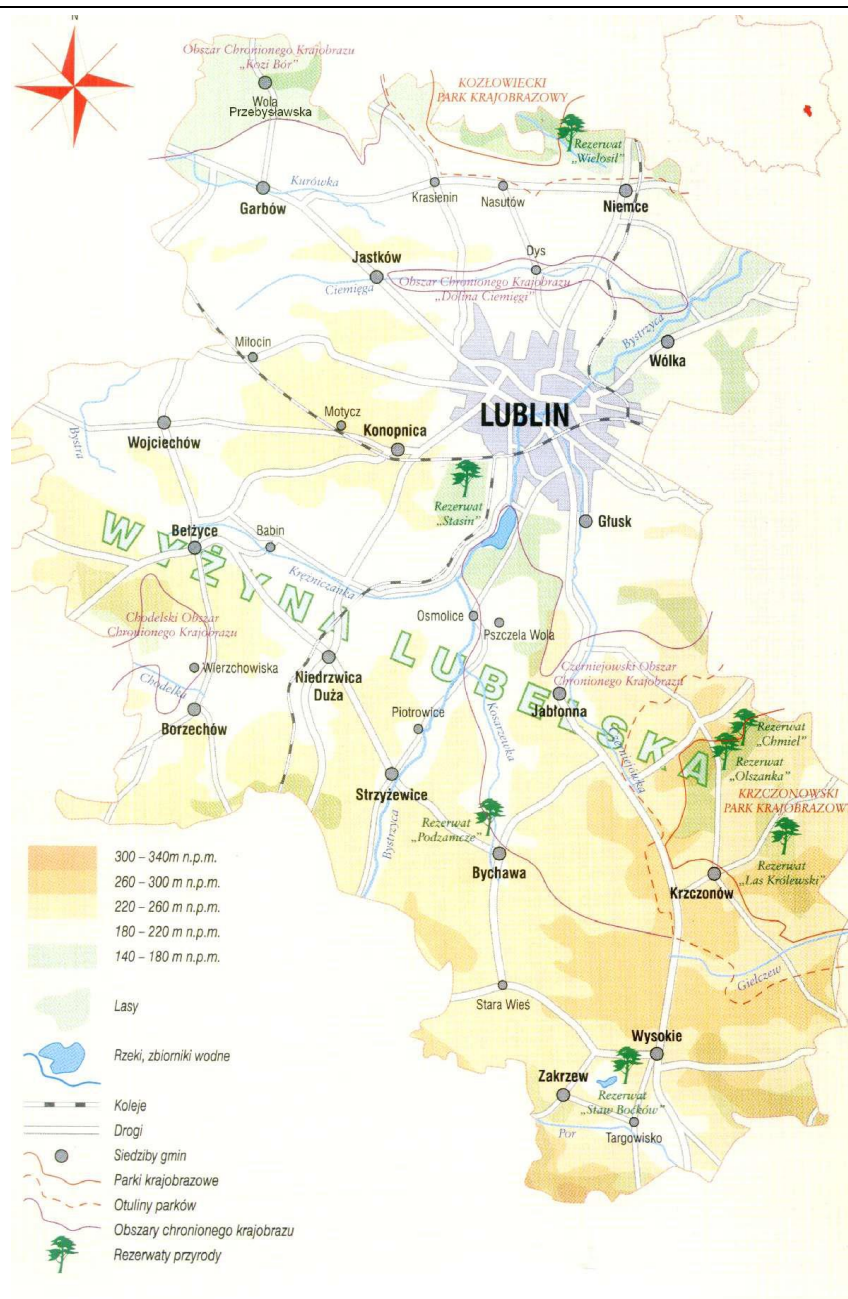 N
Obszar Chronionego Krajobrazu
„Kozi Bór”
Wola
Przebysławska
KOZŁOWIECKI
PARK KRAJOBRAZOWY
Rezerwat
„Wielosił”
Kurówka
Garbów
Krasienin
Nasutów
Niemce
Jastków
Dys
Ciemięga
Obszar Chronionego Krajobrazu
„Dolina Ciemięgi”
Bystrzyca
Miłocin
Wólka
Motycz
LUBLIN
Wojciechów
Konopnica
Bystra
Rezerwat
„Stasin”
Głusk
Bełżyce
Babin
WYŻYNA LUBELSKA
Krężniczanka
Chodelski Obszar
Chronionego Krajobrazu
Osmolice
Pszczela Wola
Wierzchowiska
Niedrzwica
Duża
Czerniejowski Obszar
Chronionego Krajobrazu
Chodelka
Jabłonna
Borzechów
Piotrowice
Kosarzewka
Czerniejówka
Rezerwat
„Chmiel”
Rezerwat
„Olszanka”
Strzyżewice
KRZCZONOWSKI
PARK KRAJOBRAZOW
Bystrzyca
Rezerwat
„Podzamcze”
Bychawa
Rezerwat
„Las Królewski”
Krzczonów
Giełczew
Stara Wieś
Wysokie
Zakrzew
Rezerwat
„Staw Boćków”
Por
Targowisko
300 – 340m n.p.m.
260 – 300 m n.p.m.
220 – 260 m n.p.m.
180 – 220 m n.p.m.
140 – 180 m n.p.m.
Lasy
Rzeki, zbiorniki wodne
Koleje
Drogi
Siedziby gmin
Parki krajobrazowe
Otuliny parków
Obszary chronionego krajobrazu
Rezerwaty przyrody